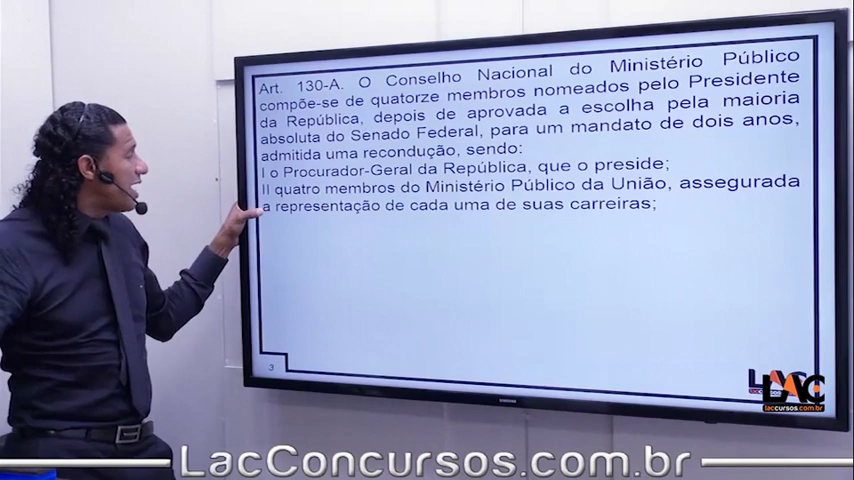 Art. 130-A. O Conselho Nacional do Ministério Público
compõe-se de quatorze membros nomeados pelo Presidente
da República, depois de aprovada a escolha pela maioria
absoluta do Senado Federal, para um mandato de dois anos,
admitida uma recondução, sendo:
I o Procurador-Geral da República, que o preside;
II quatro membros do Ministério Público da União, assegurada
a representação de cada uma de suas carreiras;
3
LAC
laccursos.com.br
SAMSUNG
LacConcursos.com.br